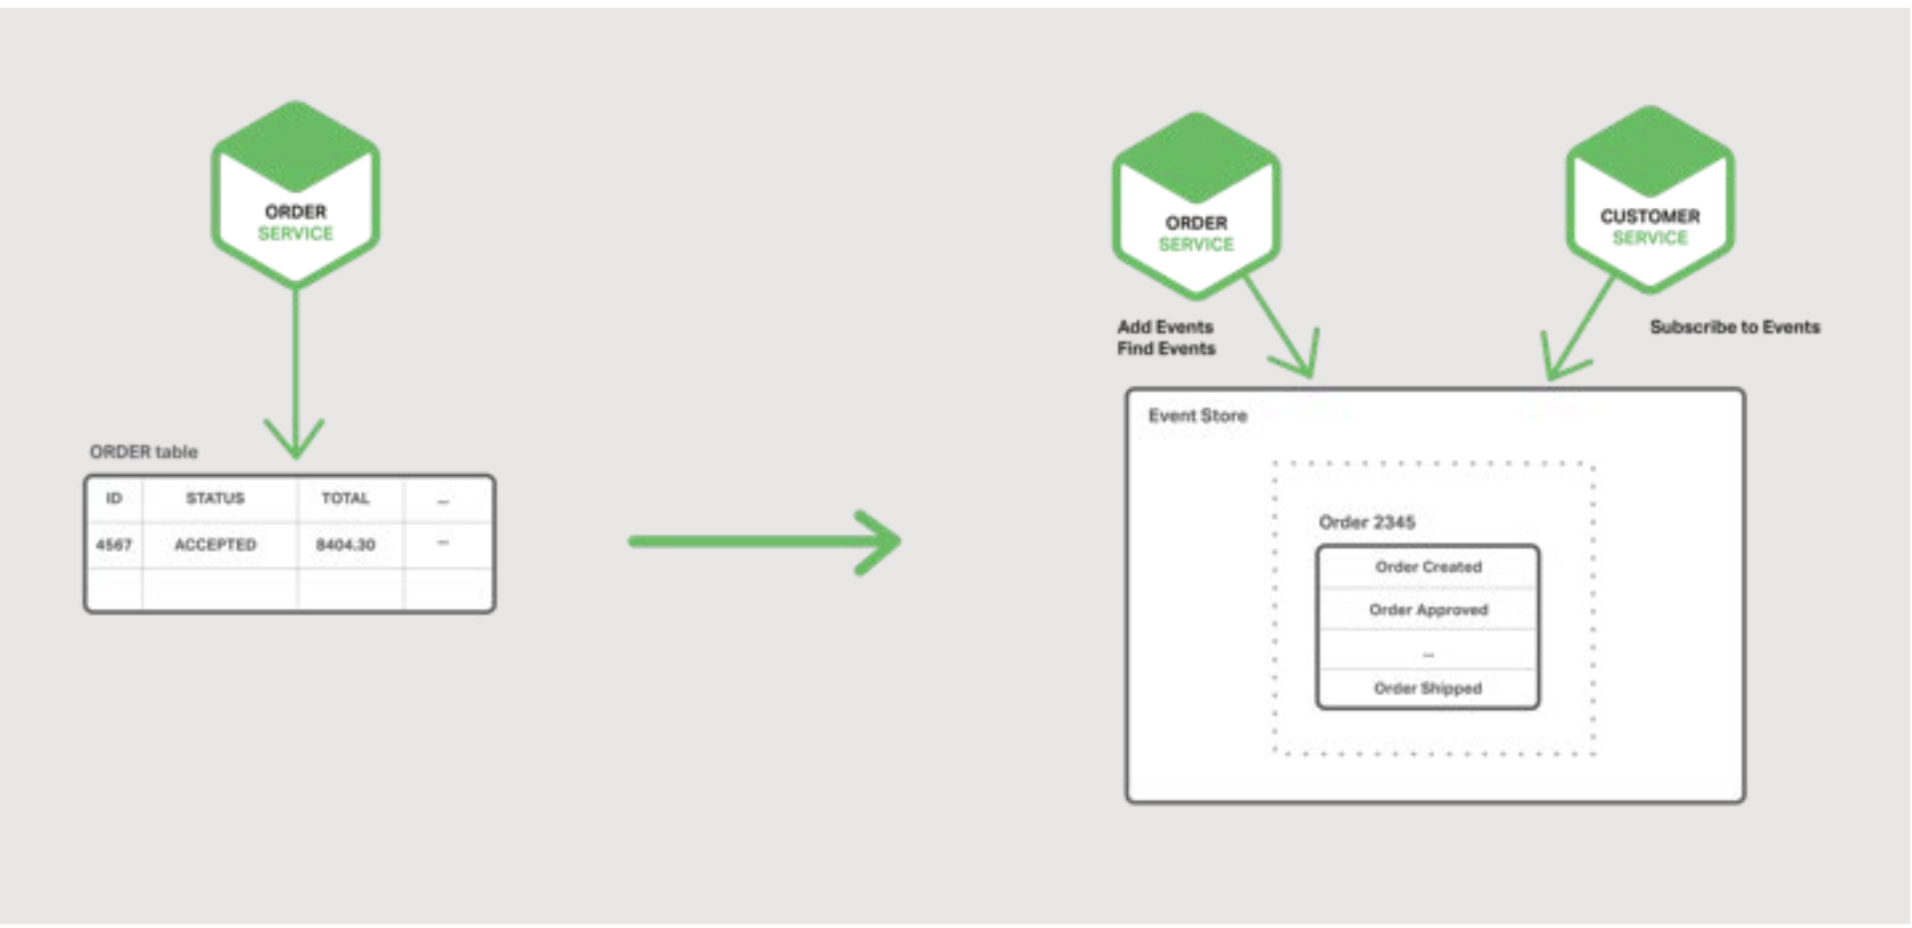 ORDER
SERVICE
ORDER table
ID STATUS TOTAL ...
4567 ACCEPTED 8404.30 ...
ORDER
SERVICE
CUSTOMER
SERVICE
Add Events
Find Events
Subscribe to Events
Event Store
Order 2345
Order Created
Order Approved
...
Order Shipped